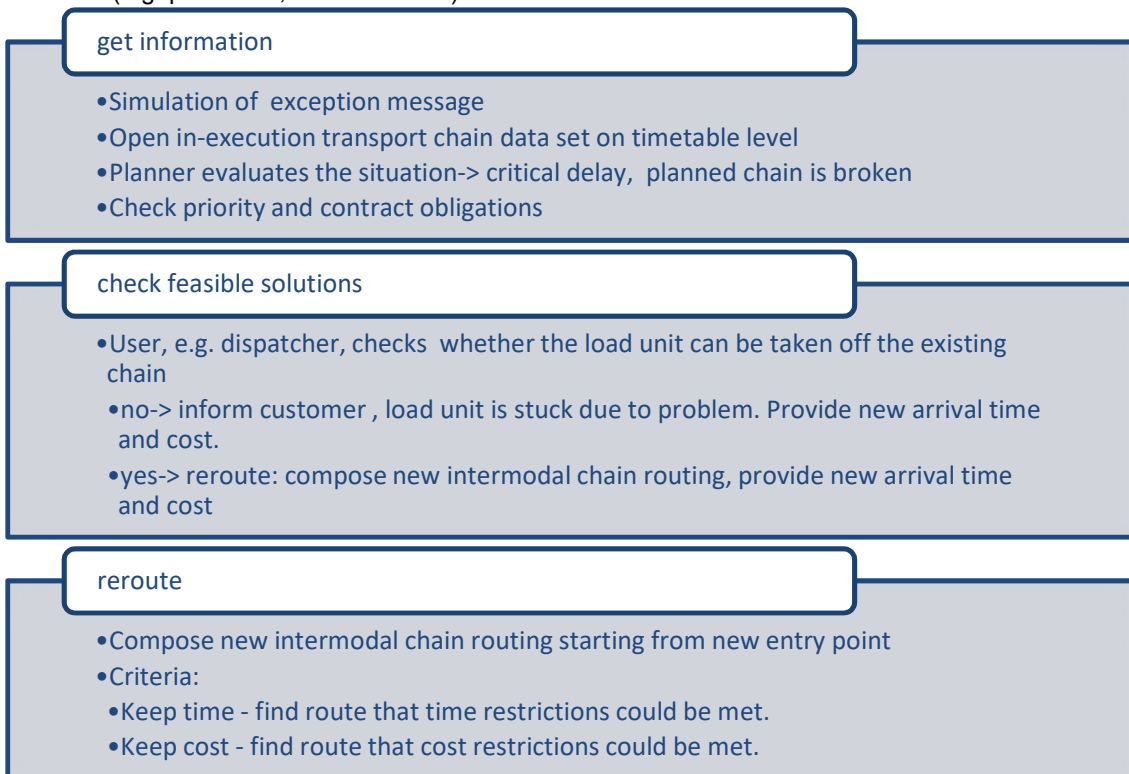 get information
•Simulation of exception message
•Open in-execution transport chain data set on timetable level
•Planner evaluates the situation-> critical delay, planned chain is broken
•Check priority and contract obligations
check feasible solutions
•User, e.g. dispatcher, checks whether the load unit can be taken off the existing
chain
•no-> inform customer , load unit is stuck due to problem. Provide new arrival time
and cost.
•yes-> reroute: compose new intermodal chain routing, provide new arrival time
and cost
reroute
•Compose new intermodal chain routing starting from new entry point
•Criteria:
•Keep time - find route that time restrictions could be met.
•Keep cost - find route that cost restrictions could be met.